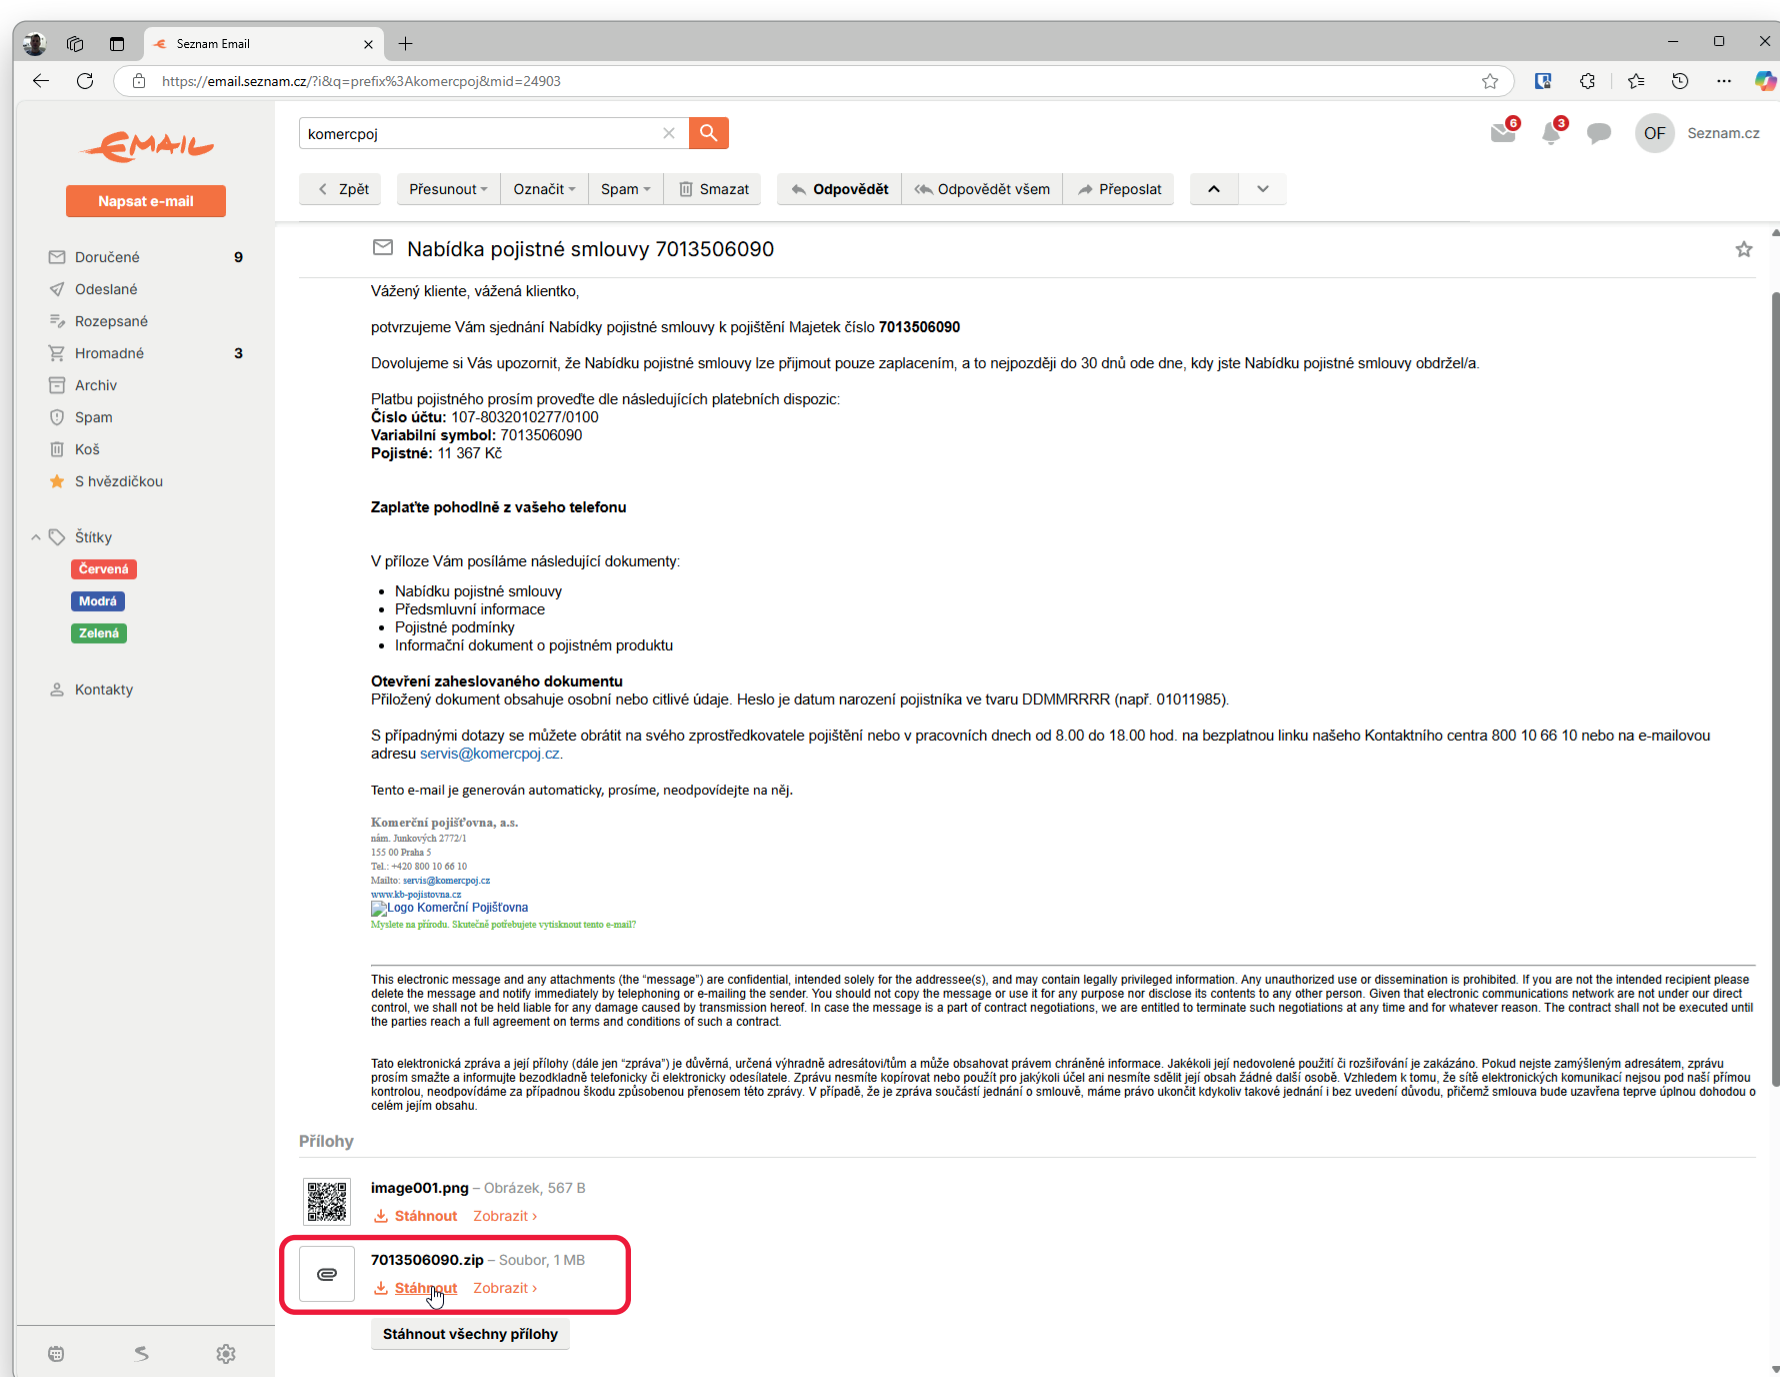 Seznam Email
https://email.seznam.cz/?i&q=prefix%3Akomercpoj&mid=24903
EMAIL
komercpoj
6
3
OF
Seznam.cz
Napsat e-mail
Zpět
Přesunout
Označit
Spam
Smazat
Odpovědět
Odpovědět všem
Přeposlat
Doručené 9
Odeslané
Rozepsané
Hromadné 3
Archiv
Spam
Koš
S hvězdičkou
Štítky
Červená
Modrá
Zelená
Kontakty
Nabídka pojistné smlouvy 7013506090
Vážený kliente, vážená klientko,
potvrzujeme Vám sjednání Nabídky pojistné smlouvy k pojištění Majetek číslo 7013506090
Dovolujeme si Vás upozornit, že Nabídku pojistné smlouvy lze přijmout pouze zaplacením, a to nejpozději do 30 dnů ode dne, kdy jste Nabídku pojistné smlouvy obdržel/a.
Platbu pojistného prosím proveďte dle následujících platebních dispozic:
Číslo účtu: 107-8032010277/0100
Variabilní symbol: 7013506090
Pojistné: 11 367 Kč
Zaplaťte pohodlně z vašeho telefonu
V příloze Vám posíláme následující dokumenty:
• Nabídku pojistné smlouvy
• Předsmluvní informace
• Pojistné podmínky
• Informační dokument o pojistném produktu
Otevření zaheslovaného dokumentu
Přiložený dokument obsahuje osobní nebo citlivé údaje. Heslo je datum narození pojistníka ve tvaru DDMMRRRR (např. 01011985).
S případnými dotazy se můžete obrátit na svého zprostředkovatele pojištění nebo v pracovních dnech od 8.00 do 18.00 hod. na bezplatnou linku našeho Kontaktního centra 800 10 66 10 nebo na e-mailovou
adresu servis@komercpoj.cz.
Tento e-mail je generován automaticky, prosíme, neodpovídejte na něj.
Komerční pojišťovna, a.s.
nám. Junkových 2772/1
155 00 Praha 5
Tel.: +420 800 10 66 10
Mailto: servis@komercpoj.cz
www.kb-pojistovna.cz
Logo Komerční Pojišťovna
Myslete na přírodu. Skutečně potřebujete vytisknout tento e-mail?
This electronic message and any attachments (the “message”) are confidential, intended solely for the addressee(s), and may contain legally privileged information. Any unauthorized use or dissemination is prohibited. If you are not the intended recipient please
delete the message and notify immediately by telephoning or e-mailing the sender. You should not copy the message or use it for any purpose nor disclose its contents to any other person. Given that electronic communications network are not under our direct
control, we shall not be held liable for any damage caused by transmission hereof. In case the message is a part of contract negotiations, we are entitled to terminate such negotiations at any time and for whatever reason. The contract shall not be executed until
the parties reach a full agreement on terms and conditions of such a contract.
Tato elektronická zpráva a její přílohy (dále jen “zpráva”) je důvěrná, určená výhradně adresátovi/tům a může obsahovat právem chráněné informace. Jakékoli její nedovolené použití či rozšiřování je zakázáno. Pokud nejste zamýšleným adresátem, zprávu
prosím smažte a informujte bezodkladně telefonicky či elektronicky odesílatele. Zprávu nesmíte kopírovat nebo použít pro jakýkoli účel ani nesmíte sdělit její obsah žádné další osobě. Vzhledem k tomu, že sítě elektronických komunikací nejsou pod naší přímou
kontrolou, neodpovídáme za případnou škodu způsobenou přenosem této zprávy. V případě, že je zpráva součástí jednání o smlouvě, máme právo ukončit kdykoliv takové jednání i bez uvedení důvodu, přičemž smlouva bude uzavřena teprve úplnou dohodou o
celém jejím obsahu.
Přílohy
image001.png – Obrázek, 567 B
Stáhnout Zobrazit ›
7013506090.zip – Soubor, 1 MB
Stáhnout Zobrazit ›
Stáhnout všechny přílohy